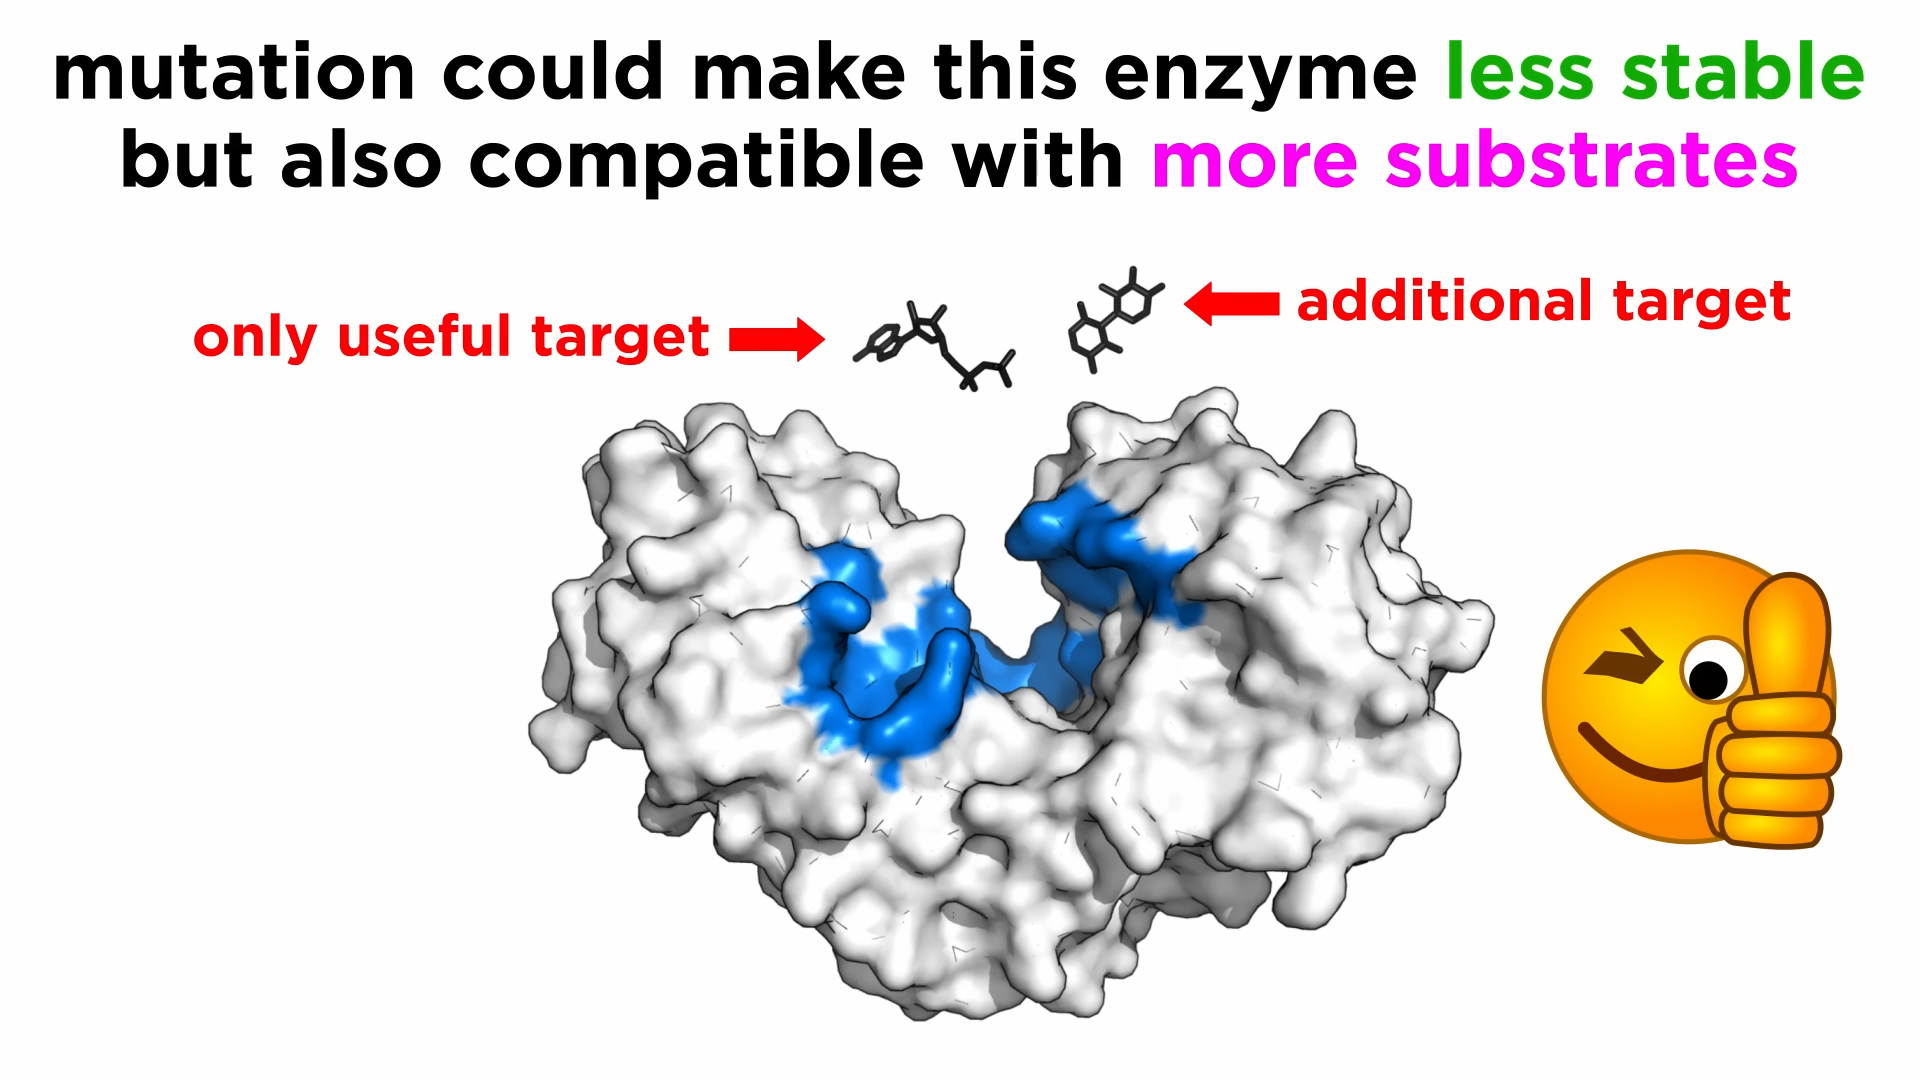 mutation could make this enzyme less stable
but also compatible with more substrates
only useful target
additional target